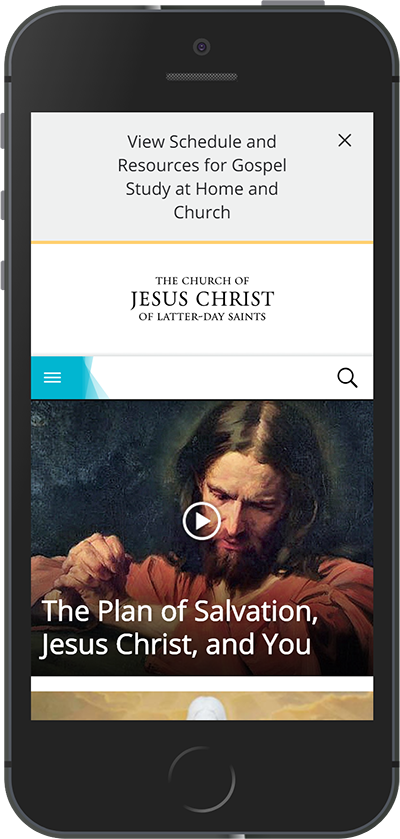 View Schedule and
Resources for Gospel
Study at Home and
Church
THE CHURCH OF
JESUS CHRIST
OF LATTER-DAY SAINTS
The Plan of Salvation,
Jesus Christ, and You